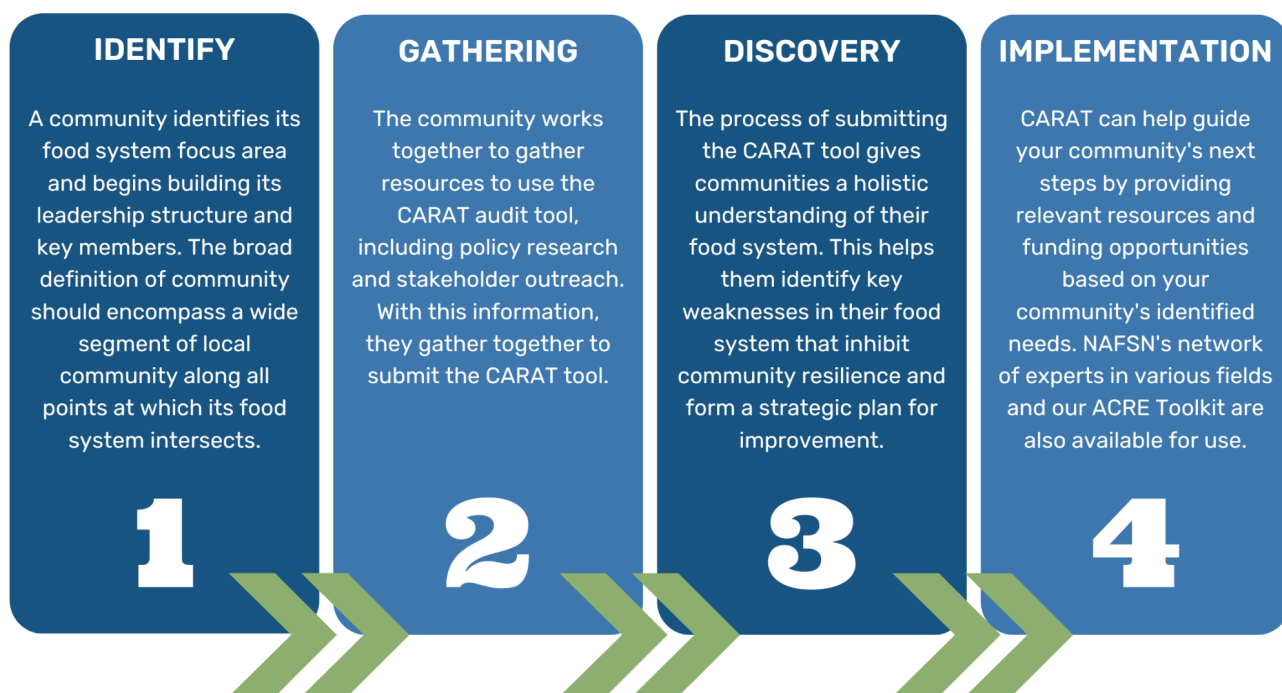 IDENTIFY
A community identifies its
food system focus area
and begins building its
leadership structure and
key members. The broad
definition of community
should encompass a wide
segment of local
community along all
points at which its food
system intersects.
1
GATHERING
The community works
together to gather
resources to use the
CARAT audit tool,
including policy research
and stakeholder outreach.
With this information,
they gather together to
submit the CARAT tool.
2
DISCOVERY
The process of submitting
the CARAT tool gives
communities a holistic
understanding of their
food system. This helps
them identify key
weaknesses in their food
system that inhibit
community resilience and
form a strategic plan for
improvement.
3
IMPLEMENTATION
CARAT can help guide
your community's next
steps by providing
relevant resources and
funding opportunities
based on your
community's identified
needs. NAFSN's network
of experts in various fields
and our ACRE Toolkit are
also available for use.
4